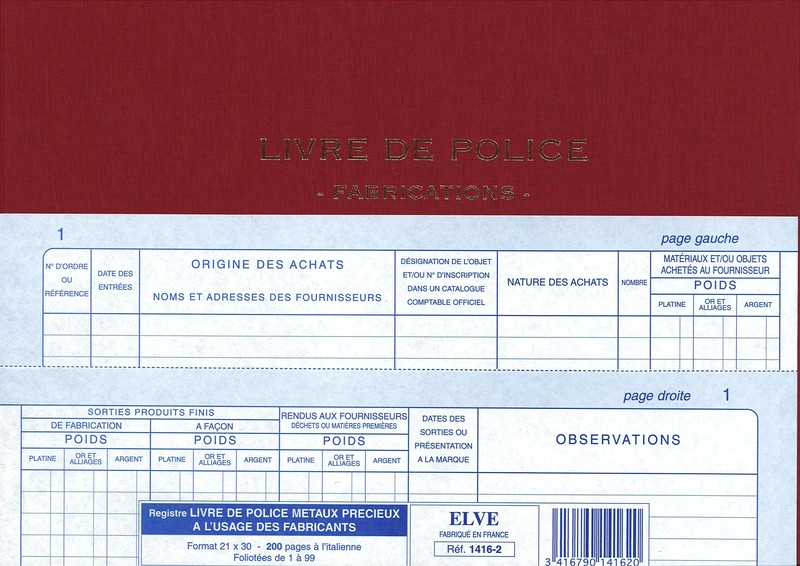 LIVRE DE POLICE
- FABRICATIONS -
1
page gauche
N° D'ORDRE
OU
RÉFÉRENCE
DATE DES
ENTRÉES
ORIGINE DES ACHATS
NOMS ET ADRESSES DES FOURNISSEURS
DÉSIGNATION DE L'OBJET
ET/OU N° D'INSCRIPTION
DANS UN CATALOGUE
COMPTABLE OFFICIEL
NATURE DES ACHATS
NOMBRE
MATÉRIAUX ET/OU OBJETS
ACHETÉS AU FOURNISSEUR
POIDS
PLATINE
OR ET
ALLIAGES
ARGENT
page droite
1
SORTIES PRODUITS FINIS
DE FABRICATION
POIDS
PLATINE
OR ET
ALLIAGES
ARGENT
A FAÇON
POIDS
PLATINE
OR ET
ALLIAGES
ARGENT
RENDUS AUX FOURNISSEURS
DÉCHETS OU MATIÈRES PREMIÈRES
POIDS
PLATINE
OR ET
ALLIAGES
ARGENT
DATES DES
SORTIES OU
PRÉSENTATION
A LA MARQUE
OBSERVATIONS
Registre LIVRE DE POLICE METAUX PRECIEUX
A L'USAGE DES FABRICANTS
Format 21 x 30 - 200 pages à l'italienne
Foliotées de 1 à 99
ELVE
FABRIQUÉ EN FRANCE
Réf. 1416-2
3 416790 141620